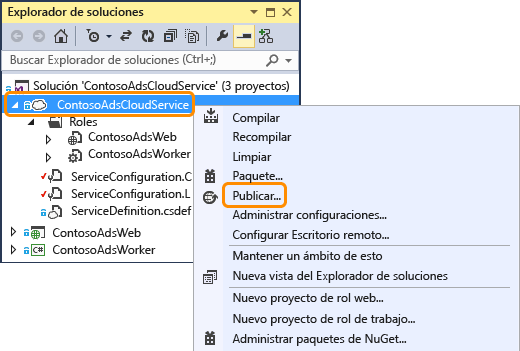 Explorador de soluciones
Buscar Explorador de soluciones (Ctrl+;)
Solución 'ContosoAdsCloudService' (3 proyectos)
ContosoAdsCloudService
Roles
ContosoAdsWeb
ContosoAdsWorker
ServiceConfiguration.C
ServiceConfiguration.L
ServiceDefinition.csdef
ContosoAdsWeb
C# ContosoAdsWorker
Compilar
Recompilar
Limpiar
Paquete...
Publicar...
Administrar configuraciones...
Configurar Escritorio remoto...
Mantener un ámbito de esto
Nueva vista del Explorador de soluciones
Nuevo proyecto de rol web...
Nuevo proyecto de rol de trabajo...
Administrar paquetes de NuGet...